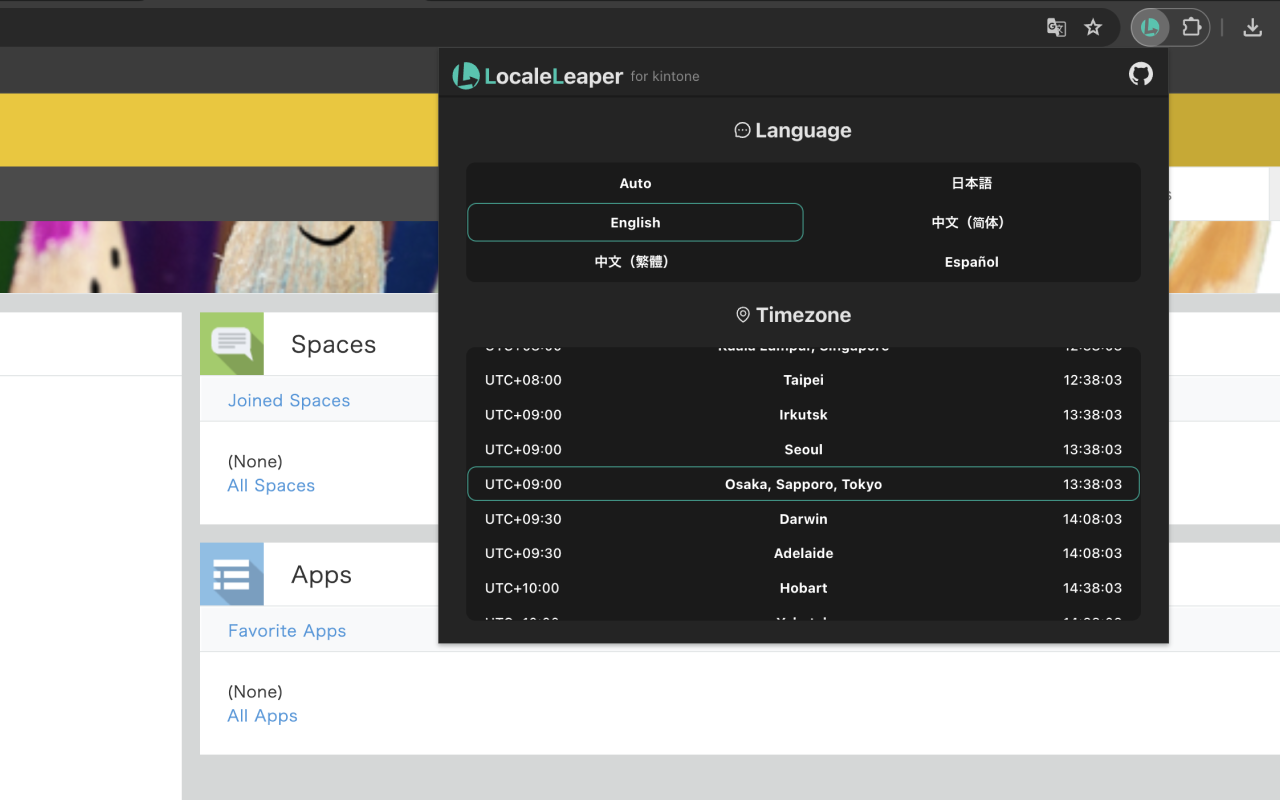 LocaleLeaper for kintone
Language
Auto
日本語
English
中文（简体）
中文（繁體）
Español
Timezone
UTC+08:00 Kuala Lumpur, Singapore 12:38:03
UTC+08:00 Taipei 12:38:03
UTC+09:00 Irkutsk 13:38:03
UTC+09:00 Seoul 13:38:03
UTC+09:00 Osaka, Sapporo, Tokyo 13:38:03
UTC+09:30 Darwin 14:08:03
UTC+09:30 Adelaide 14:08:03
UTC+10:00 Hobart 14:38:03
Spaces
Joined Spaces
(None)
All Spaces
Apps
Favorite Apps
(None)
All Apps